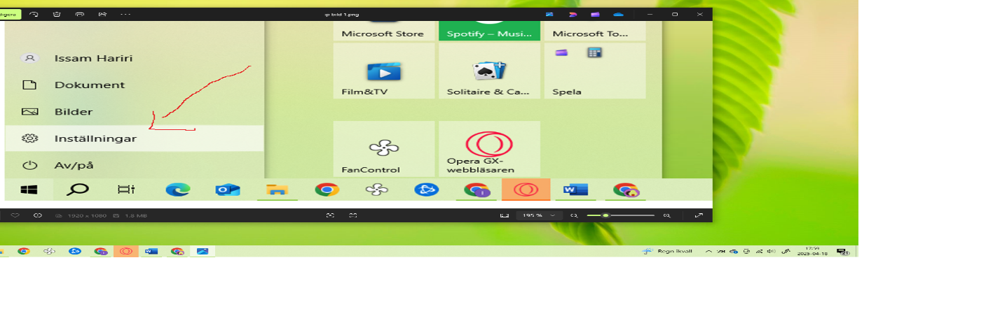 digera
ip bild 1.png
Microsoft Store
Spotify – Musi...
Microsoft To...
Issam Hariri
Dokument
Film&TV
Solitaire & Ca...
Spela
Bilder
Inställningar
Av/på
FanControl
Opera GX-
webbläsaren
1920 x 1080
1.8 MB
195 %
Regn ikväll
17:59
2025-04-18